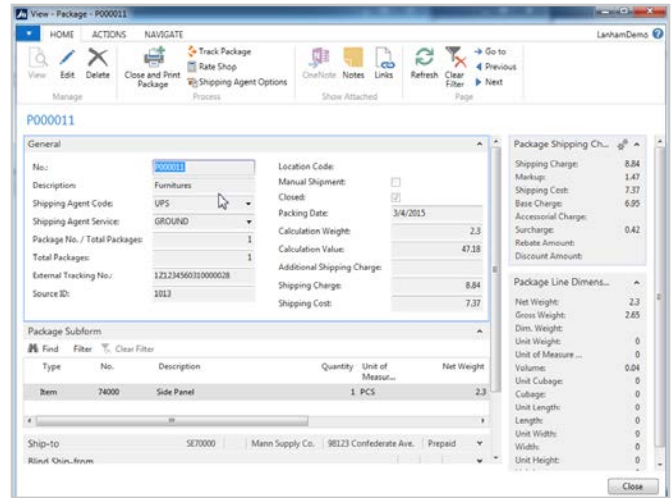 View - Package - P000011
HOME ACTIONS NAVIGATE LanhamDemo
View Edit Delete
Manage
Close and Print Package
Track Package
Rate Shop
Shipping Agent Options
Process
OneNote Notes Links
Show Attached
Refresh Clear Filter
Go to
Previous
Next
Page
P000011
General
No.: P000011
Description: Furnitures
Shipping Agent Code: UPS
Shipping Agent Service: GROUND
Package No. / Total Packages: 1
Total Packages: 1
External Tracking No.: 1Z1234560310000028
Source ID: 1013
Location Code:
Manual Shipment:
Closed:
Packing Date: 3/4/2015
Calculation Weight: 2.3
Calculation Value: 47.18
Additional Shipping Charge:
Shipping Charge: 8.84
Shipping Cost: 7.37
Package Subform
Find Filter Clear Filter
Type No. Description Quantity Unit of Measur... Net Weight
Item 74000 Side Panel 1 PCS 2.3
Ship-to SE70000 Mann Supply Co. 98123 Confederate Ave. Prepaid
Blind Ship-from
Package Shipping Ch...
Shipping Charge: 8.84
Markup: 1.47
Shipping Cost: 7.37
Base Charge: 6.95
Accessorial Charge:
Surcharge: 0.42
Rebate Amount:
Discount Amount:
Package Line Dimens...
Net Weight: 2.3
Gross Weight: 2.65
Dim. Weight:
Unit Weight: 0
Unit of Measure ... 0
Volume: 0.04
Unit Cubage: 0
Cubage: 0
Unit Length: 0
Length: 0
Unit Width: 0
Width: 0
Unit Height: 0
Close